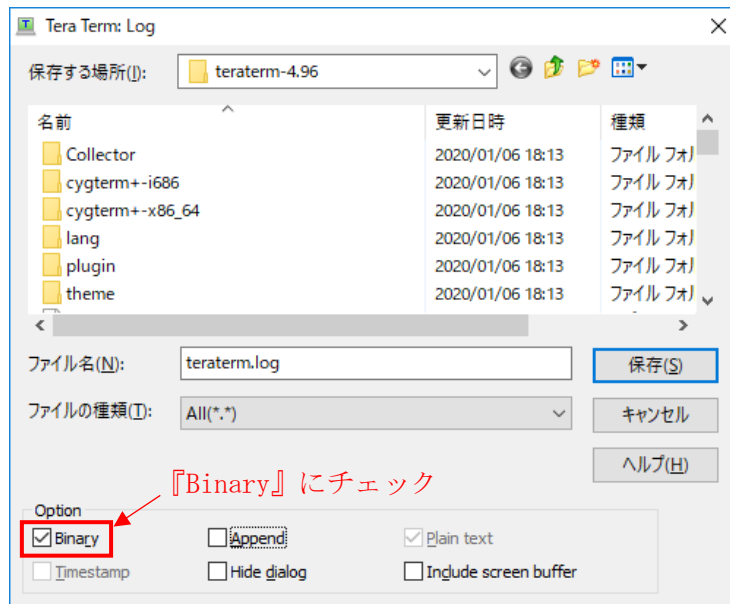 Tera Term: Log
保存する場所(I): teraterm-4.96
名前 更新日時 種類
Collector 2020/01/06 18:13 ファイル フォル
cygterm+-i686 2020/01/06 18:13 ファイル フォル
cygterm+-x86_64 2020/01/06 18:13 ファイル フォル
lang 2020/01/06 18:13 ファイル フォル
plugin 2020/01/06 18:13 ファイル フォル
theme 2020/01/06 18:13 ファイル フォル
ファイル名(N): teraterm.log 保存(S)
ファイルの種類(T): All(*.*) キャンセル
ヘルプ(H)
『Binary』にチェック
Option
Binary Append Plain text
Timestamp Hide dialog Include screen buffer